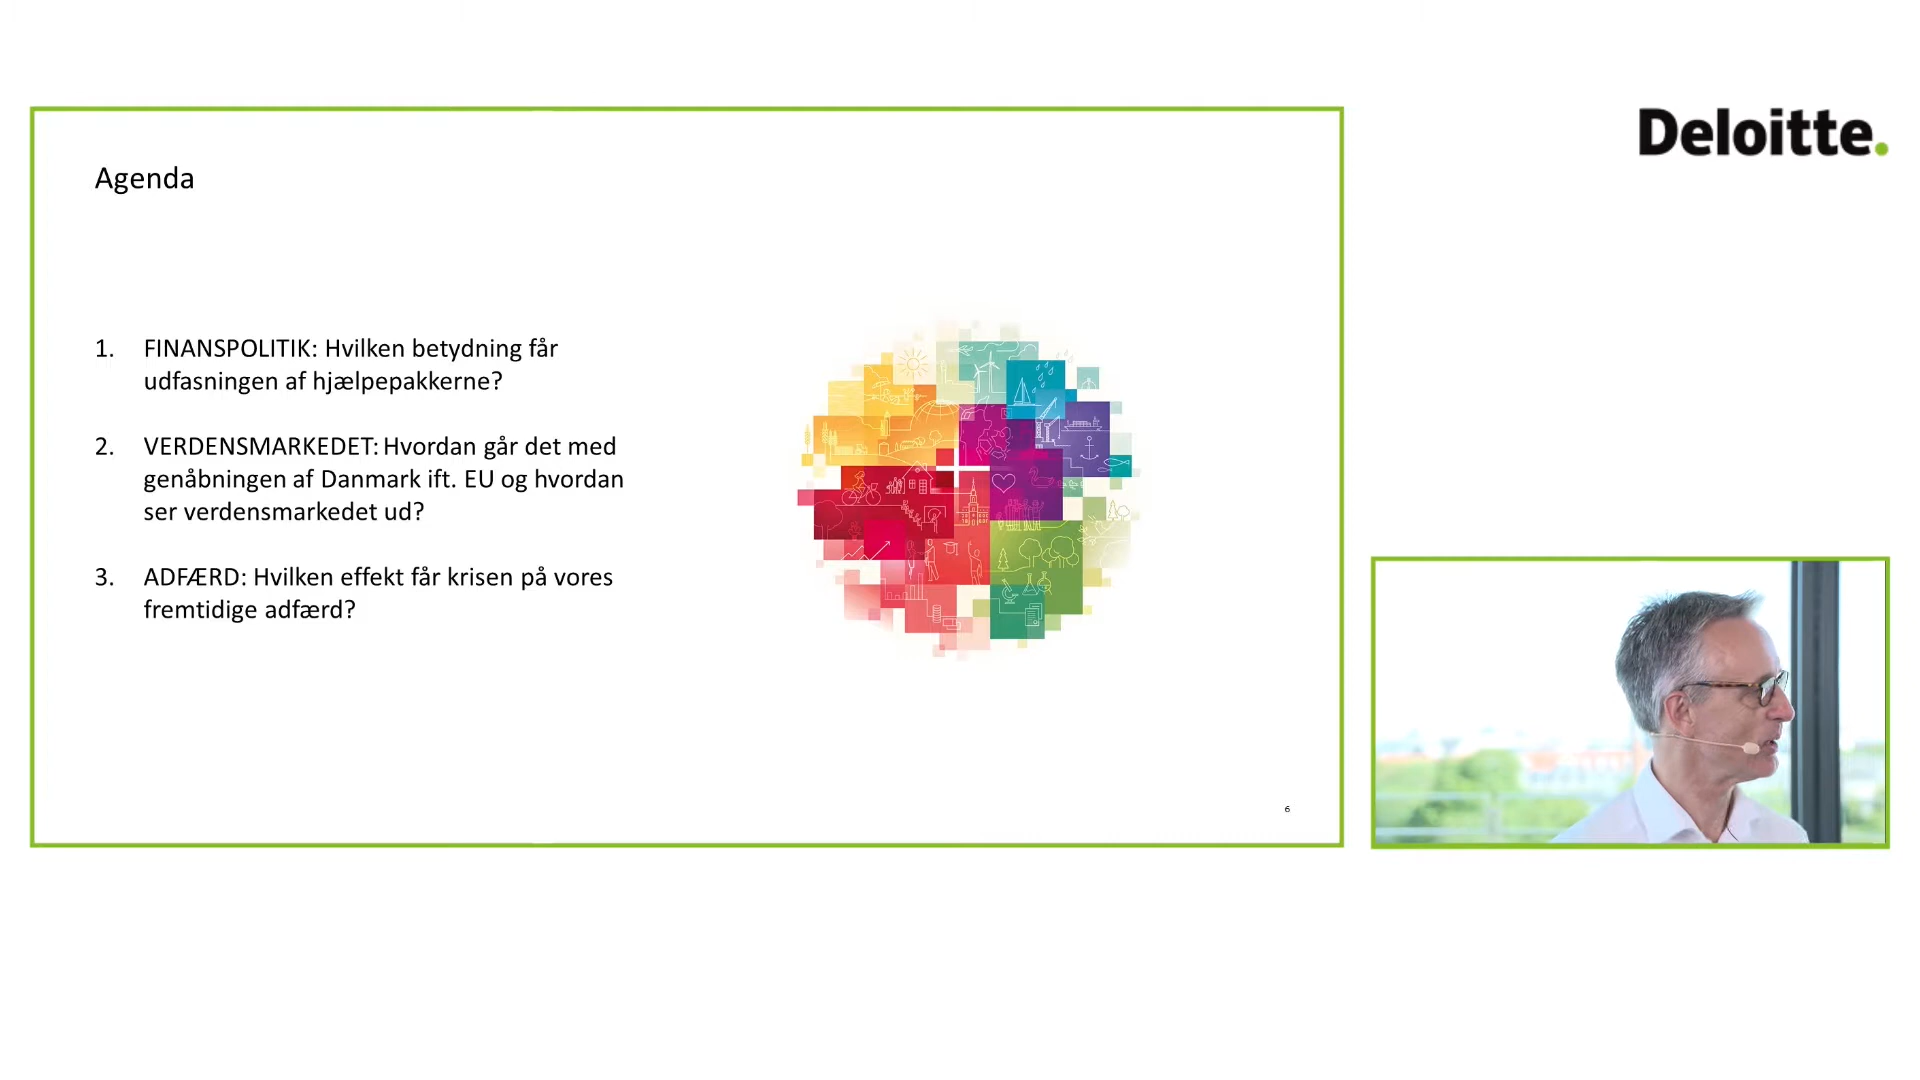 Deloitte.
Agenda
1. FINANSPOLITIK: Hvilken betydning får
udfasningen af hjælpepakkerne?
2. VERDENSMARKEDET: Hvordan går det med
genåbningen af Danmark ift. EU og hvordan
ser verdensmarkedet ud?
3. ADFÆRD: Hvilken effekt får krisen på vores
fremtidige adfærd?
6